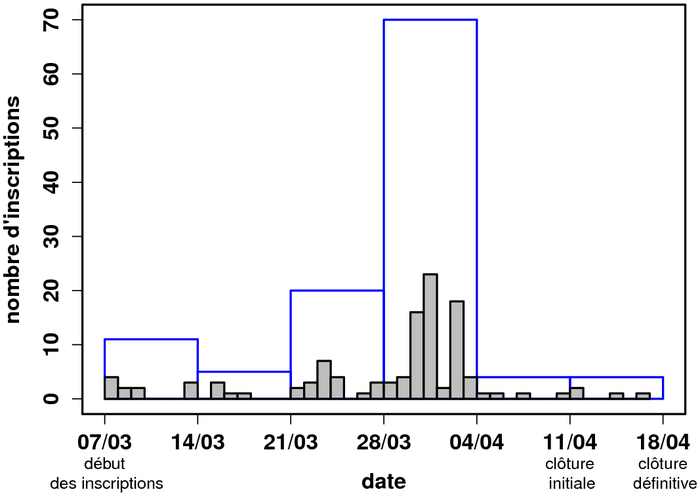 nombre d'inscriptions
70
60
50
40
30
20
10
0
07/03 14/03 21/03 28/03 04/04 11/04 18/04
début des inscriptions
clôture initiale
clôture définitive
date